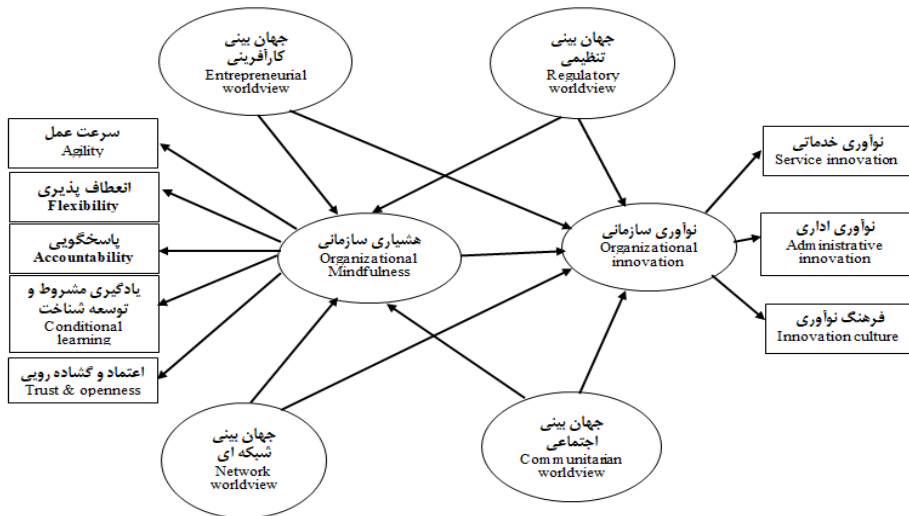 جهان بینی
کارآفرینی
Entrepreneurial
worldview
جهان بینی
تنظیمی
Regulatory
worldview
سرعت عمل
Agility
انعطاف پذیری
Flexibility
پاسخگویی
Accountability
یادگیری مشروط و
توسعه شناخت
Conditional
learning
اعتماد و گشاده رویی
Trust & openness
هشیاری سازمانی
Organizational
Mindfulness
نوآوری سازمانی
Organizational
innovation
نوآوری خدماتی
Service innovation
نوآوری اداری
Administrative
innovation
فرهنگ نوآوری
Innovation culture
جهان بینی
شبکه ای
Network
worldview
جهان بینی
اجتماعی
Communitarian
worldview